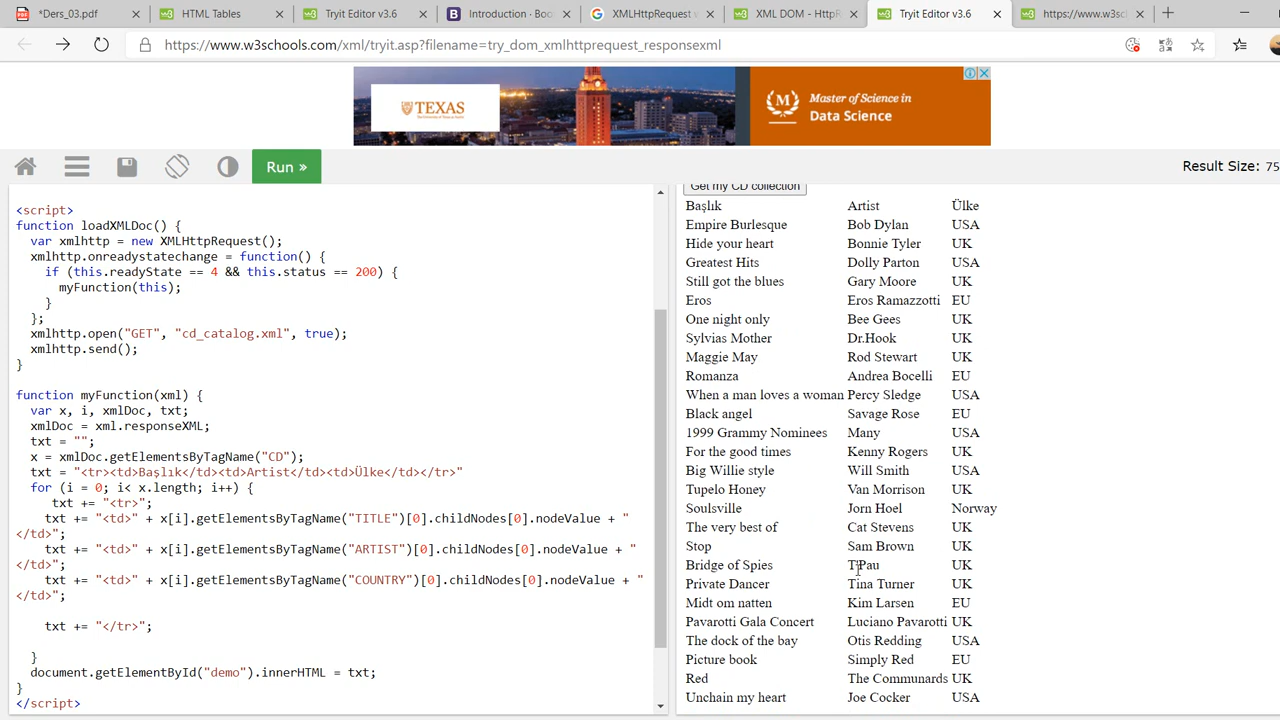 *Ders_03.pdf
HTML Tables
Tryit Editor v3.6
Introduction · Boo
XMLHttpRequest v
XML DOM - HttpR
Tryit Editor v3.6
https://www.w3sc
https://www.w3schools.com/xml/tryit.asp?filename=try_dom_xmlhttprequest_responsexml
TEXAS
Master of Science in
Data Science
Run »
Result Size: 75
<script>
function loadXMLDoc() {
var xmlhttp = new XMLHttpRequest();
xmlhttp.onreadystatechange = function() {
if (this.readyState == 4 && this.status == 200) {
myFunction(this);
}
};
xmlhttp.open("GET", "cd_catalog.xml", true);
xmlhttp.send();
}
function myFunction(xml) {
var x, i, xmlDoc, txt;
xmlDoc = xml.responseXML;
txt = "";
x = xmlDoc.getElementsByTagName("CD");
txt = "<tr><td>Başlık</td><td>Artist</td><td>Ülke</td></tr>"
for (i = 0; i< x.length; i++) {
txt += "<tr>";
txt += "<td>" + x[i].getElementsByTagName("TITLE")[0].childNodes[0].nodeValue + "
</td>";
txt += "<td>" + x[i].getElementsByTagName("ARTIST")[0].childNodes[0].nodeValue + "
</td>";
txt += "<td>" + x[i].getElementsByTagName("COUNTRY")[0].childNodes[0].nodeValue + "
</td>";
txt += "</tr>";
}
document.getElementById("demo").innerHTML = txt;
}
</script>
Get my CD collection
Başlık Artist Ülke
Empire Burlesque Bob Dylan USA
Hide your heart Bonnie Tyler UK
Greatest Hits Dolly Parton USA
Still got the blues Gary Moore UK
Eros Eros Ramazzotti EU
One night only Bee Gees UK
Sylvias Mother Dr.Hook UK
Maggie May Rod Stewart UK
Romanza Andrea Bocelli EU
When a man loves a woman Percy Sledge USA
Black angel Savage Rose EU
1999 Grammy Nominees Many USA
For the good times Kenny Rogers UK
Big Willie style Will Smith USA
Tupelo Honey Van Morrison UK
Soulsville Jorn Hoel Norway
The very best of Cat Stevens UK
Stop Sam Brown UK
Bridge of Spies T'Pau UK
Private Dancer Tina Turner UK
Midt om natten Kim Larsen EU
Pavarotti Gala Concert Luciano Pavarotti UK
The dock of the bay Otis Redding USA
Picture book Simply Red EU
Red The Communards UK
Unchain my heart Joe Cocker USA